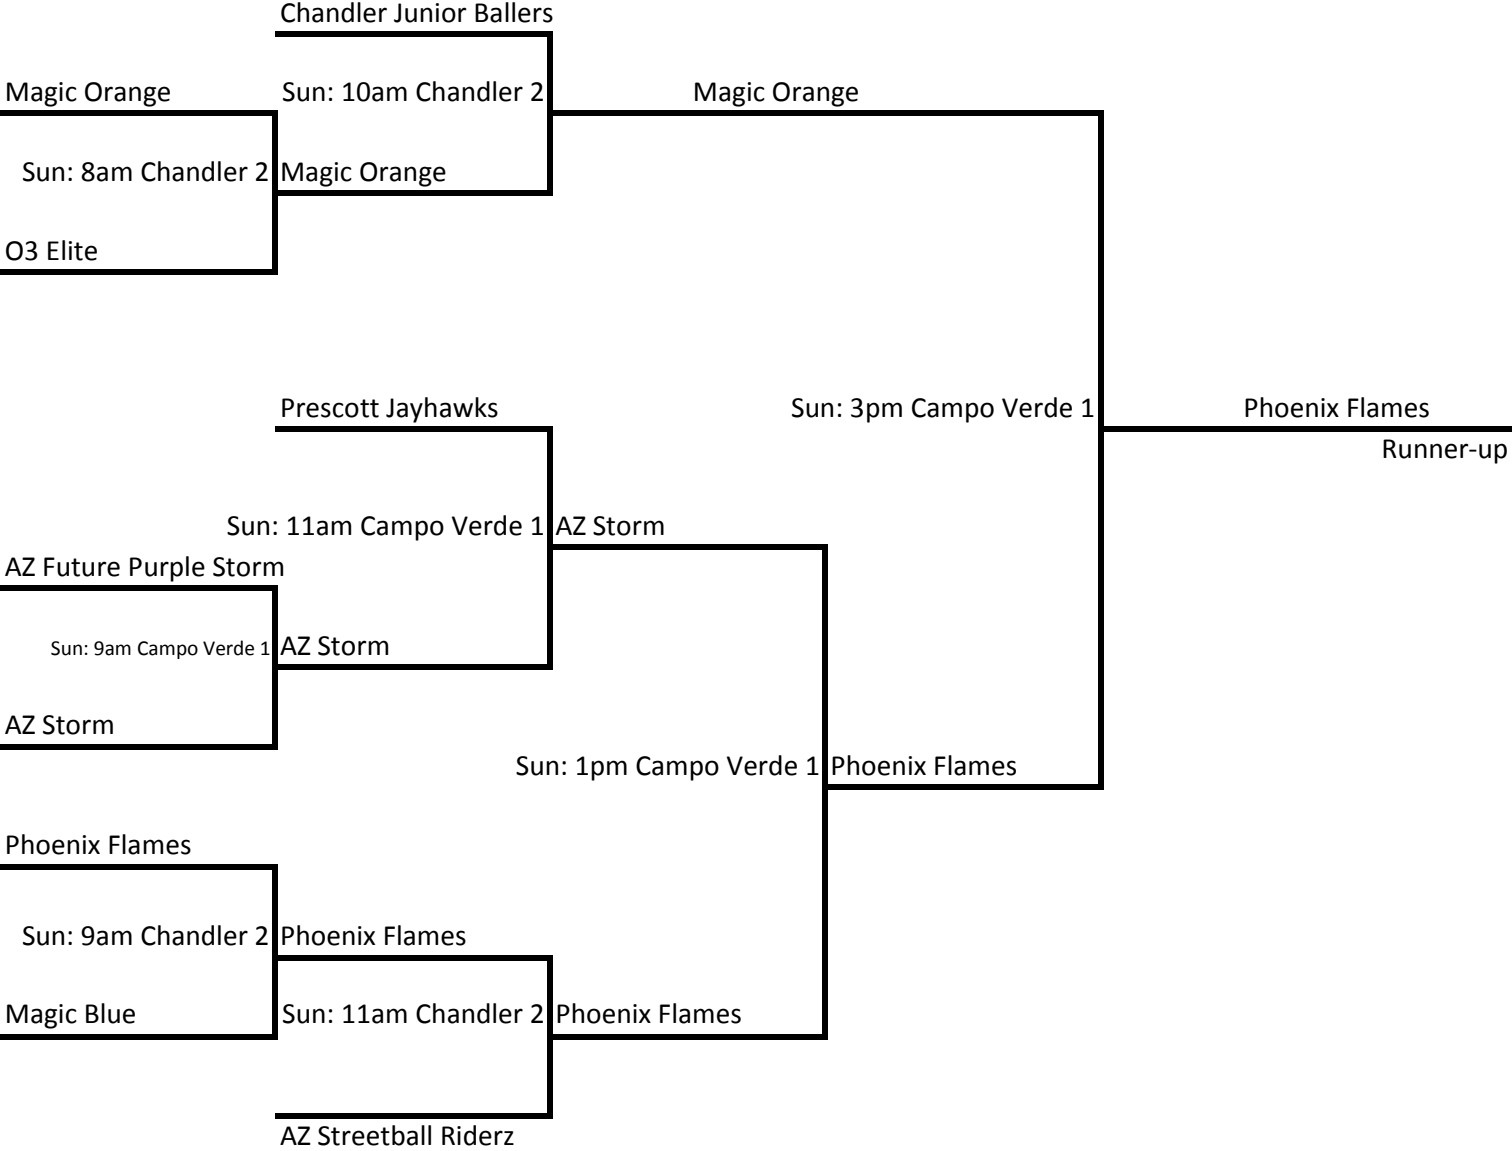 Chandler Junior Ballers
Magic Orange
Sun: 10am Chandler 2
Magic Orange
Sun: 8am Chandler 2
Magic Orange
O3 Elite
Prescott Jayhawks
Sun: 3pm Campo Verde 1
Phoenix Flames
Runner-up
Sun: 11am Campo Verde 1
AZ Storm
AZ Future Purple Storm
Sun: 9am Campo Verde 1
AZ Storm
AZ Storm
Sun: 1pm Campo Verde 1
Phoenix Flames
Phoenix Flames
Sun: 9am Chandler 2
Phoenix Flames
Magic Blue
Sun: 11am Chandler 2
Phoenix Flames
AZ Streetball Riderz